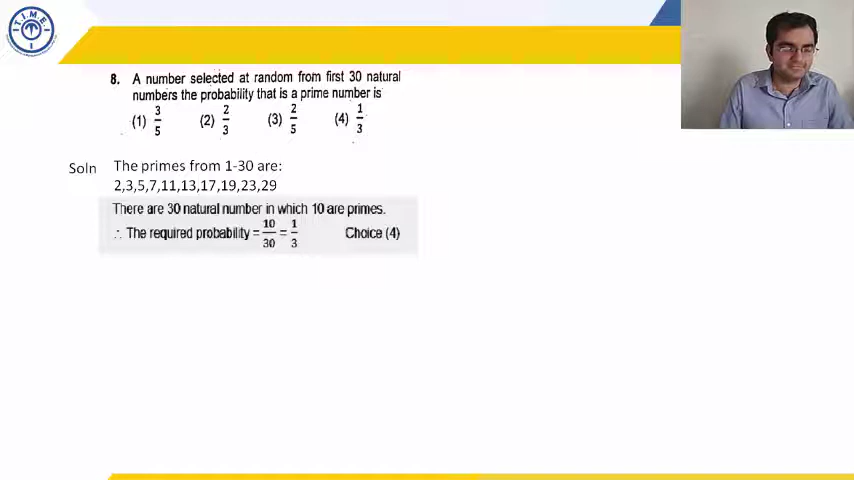 T.I.M.E.
8. A number selected at random from first 30 natural
numbers the probability that is a prime number is
(1) 3/5 (2) 2/3 (3) 2/5 (4) 1/3
Soln The primes from 1-30 are:
2,3,5,7,11,13,17,19,23,29
There are 30 natural number in which 10 are primes.
∴ The required probability = 10/30 = 1/3 Choice (4)